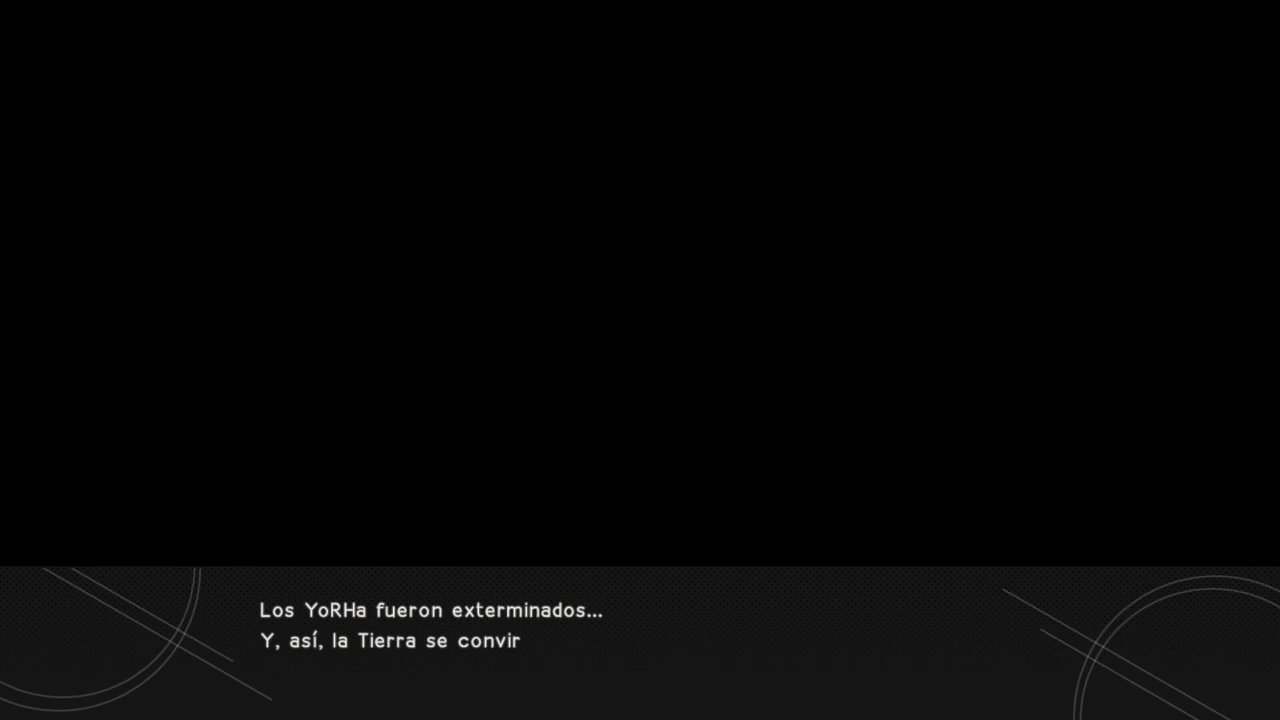 Los YoRHa fueron exterminados...
Y, así, la Tierra se convir